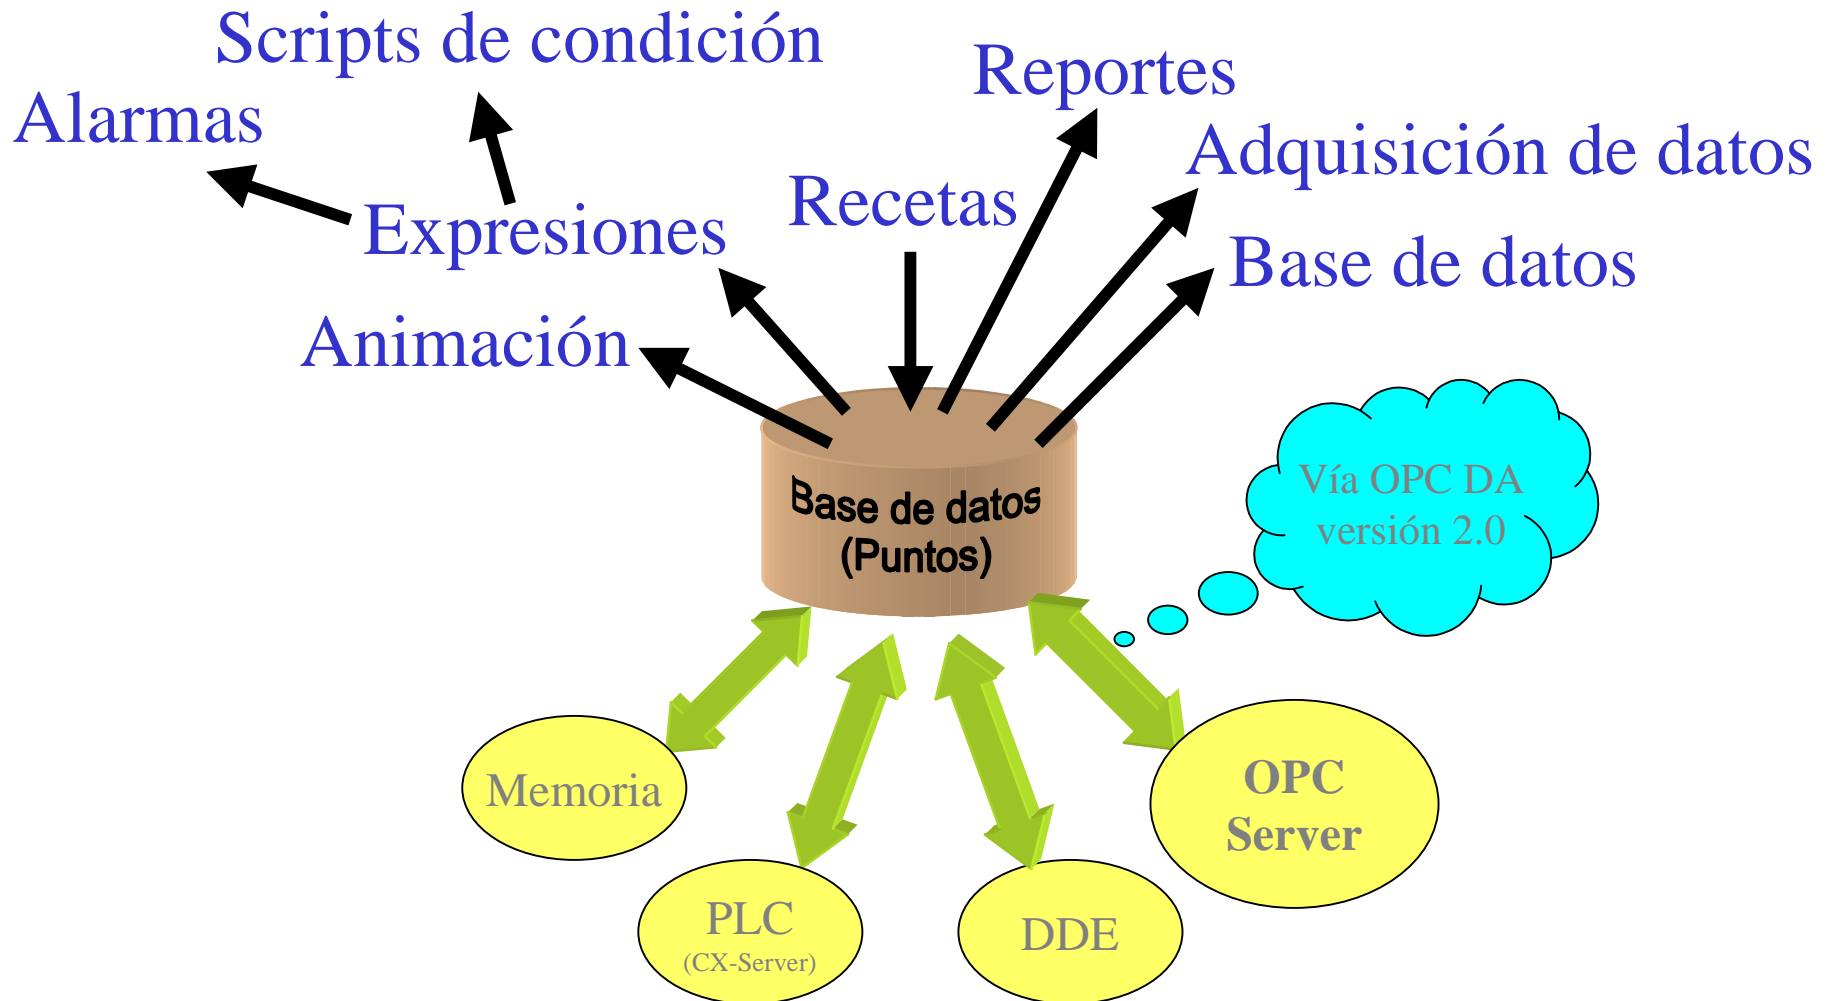 Scripts de condición
Reportes
Alarmas
Adquisición de datos
Recetas
Expresiones
Base de datos
Animación
Vía OPC DA
versión 2.0
Base de datos
(Puntos)
Memoria
OPC
Server
PLC
(CX-Server)
DDE